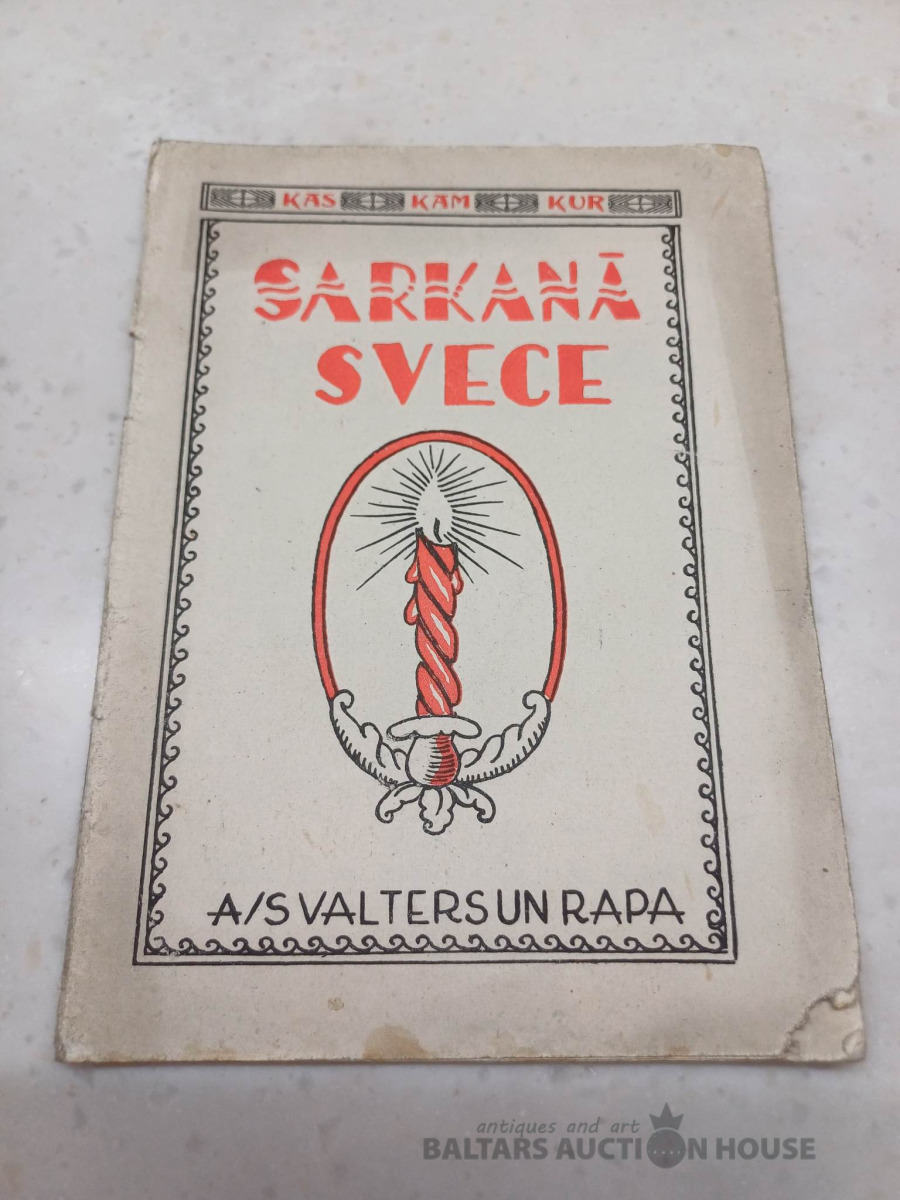 KAS KAM KUR
SARKANĀ
SVECE
A/S VALTERS UN RAPA
antiques and art
BALTARS AUCTION HOUSE